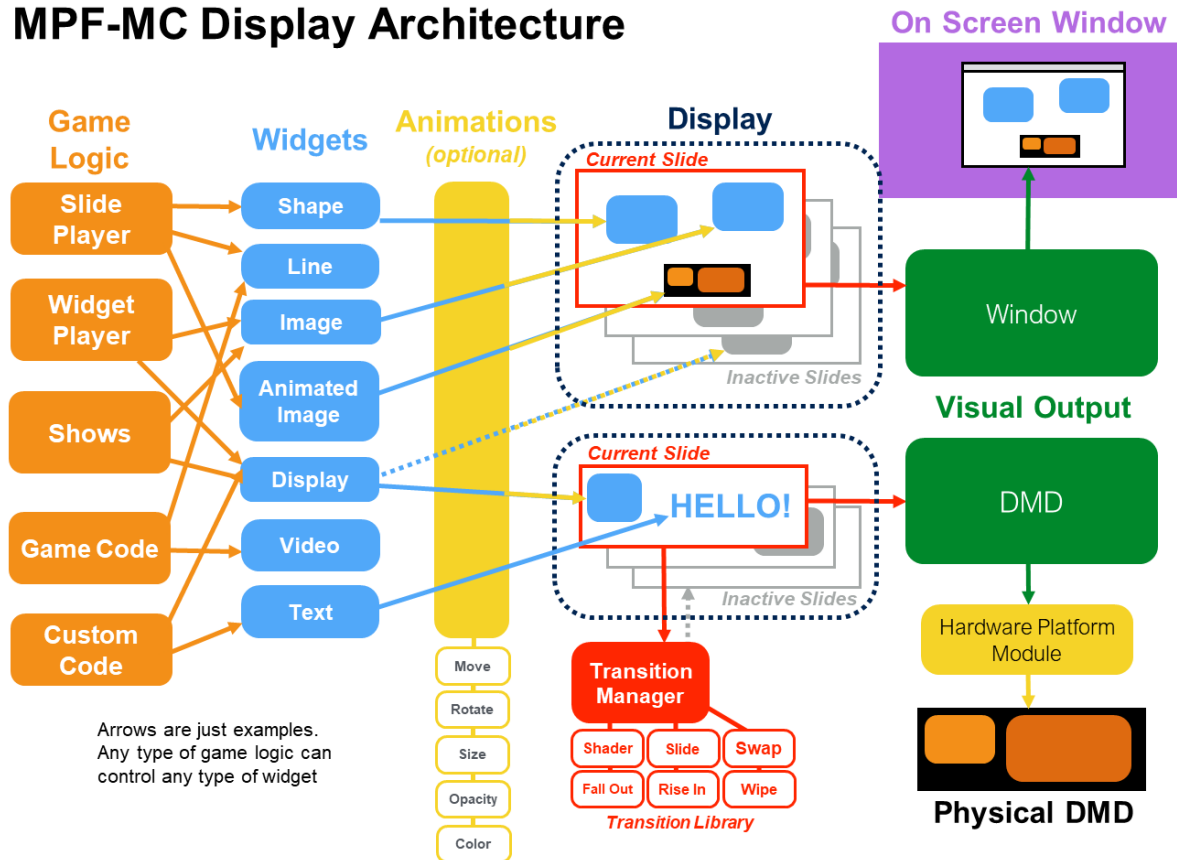 MPF-MC Display Architecture
On Screen Window
Game
Logic
Widgets
Animations
(optional)
Display
Slide
Player
Widget
Player
Shows
Game Code
Custom
Code
Shape
Line
Image
Animated
Image
Display
Video
Text
Current Slide
Inactive Slides
Current Slide
HELLO!
Inactive Slides
Window
Visual Output
DMD
Hardware Platform
Module
Physical DMD
Move
Rotate
Size
Opacity
Color
Transition
Manager
Shader
Slide
Swap
Fall Out
Rise In
Wipe
Transition Library
Arrows are just examples.
Any type of game logic can
control any type of widget